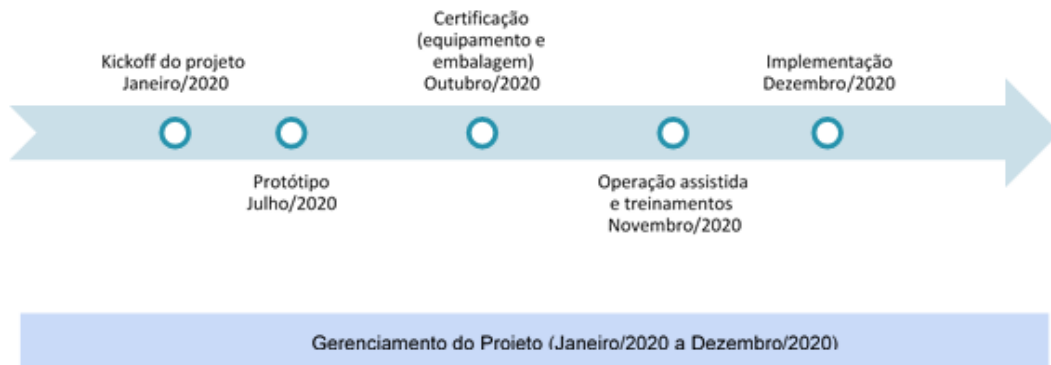 Kickoff do projeto
Janeiro/2020
Protótipo
Julho/2020
Certificação
(equipamento e
embalagem)
Outubro/2020
Operação assistida
e treinamentos
Novembro/2020
Implementação
Dezembro/2020
Gerenciamento do Projeto (Janeiro/2020 a Dezembro/2020)